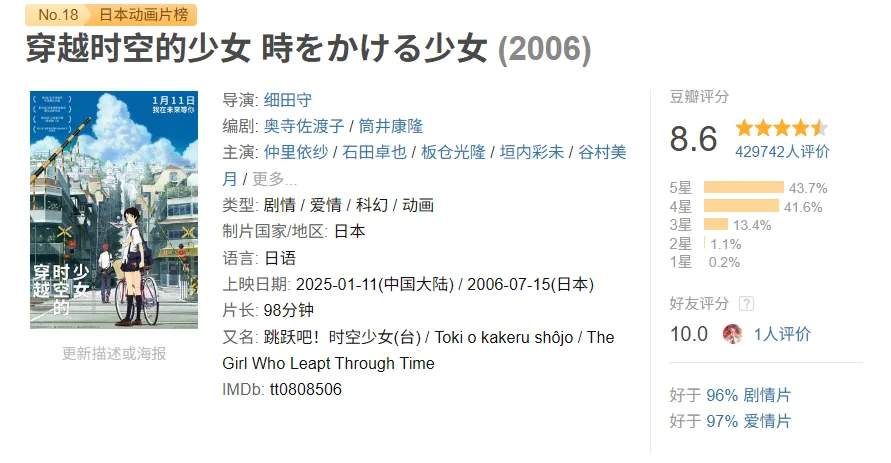 No.18 日本动画片榜
穿越时空的少女 時をかける少女 (2006)
1月11日
我在未来等你
少女
时空的
穿越
更新描述或海报
导演: 细田守
编剧: 奥寺佐渡子 / 筒井康隆
主演: 仲里依纱 / 石田卓也 / 板仓光隆 / 垣内彩未 / 谷村美
月 / 更多...
类型: 剧情 / 爱情 / 科幻 / 动画
制片国家/地区: 日本
语言: 日语
上映日期: 2025-01-11(中国大陆) / 2006-07-15(日本)
片长: 98分钟
又名: 跳跃吧！时空少女(台) / Toki o kakeru shôjo / The
Girl Who Leapt Through Time
IMDb: tt0808506
豆瓣评分
8.6
429742人评价
5星 43.7%
4星 41.6%
3星 13.4%
2星 1.1%
1星 0.2%
好友评分 ?
10.0 1人评价
好于 96% 剧情片
好于 97% 爱情片